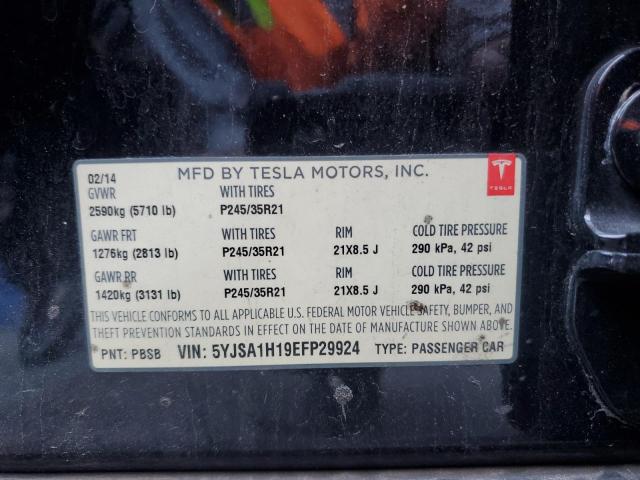 02/14 MFD BY TESLA MOTORS, INC.
GVWR WITH TIRES
TESLA
2590kg (5710 lb) P245/35R21
GAWR FRT WITH TIRES RIM COLD TIRE PRESSURE
1276kg (2813 lb) P245/35R21 21X8.5 J 290 kPa, 42 psi
GAWR RR WITH TIRES RIM COLD TIRE PRESSURE
1420kg (3131 lb) P245/35R21 21X8.5 J 290 kPa, 42 psi
THIS VEHICLE CONFORMS TO ALL APPLICABLE U.S. FEDERAL MOTOR VEHICLE SAFETY, BUMPER, AND
THEFT PREVENTION STANDARDS IN EFFECT ON THE DATE OF MANUFACTURE SHOWN ABOVE.
PNT: PBSB VIN: 5YJSA1H19EFP29924 TYPE: PASSENGER CAR